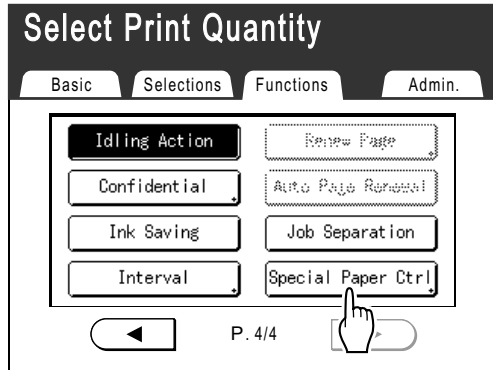 Select Print Quantity
Basic Selections Functions Admin.
Idling Action Renew Page
Confidential Auto Page Renewal
Ink Saving Job Separation
Interval Special Paper Ctrl
P. 4/4